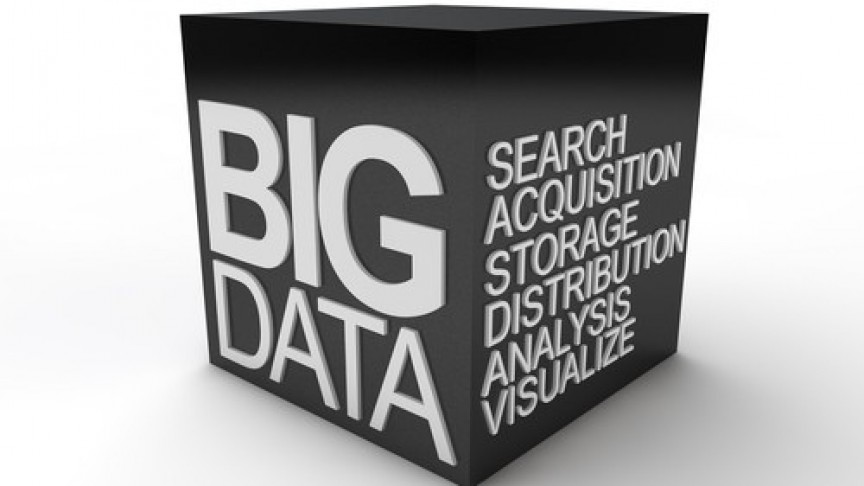 BIG
DATA
SEARCH
ACQUISITION
STORAGE
DISTRIBUTION
ANALYSIS
VISUALIZE